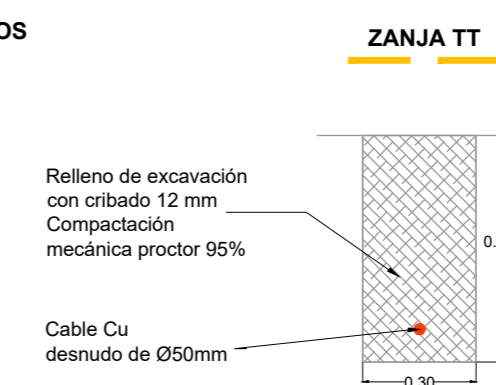 OS
ZANJA TT
Relleno de excavación
con cribado 12 mm
Compactación
mecánica proctor 95%
0.
Cable Cu
desnudo de Ø50mm
0.30